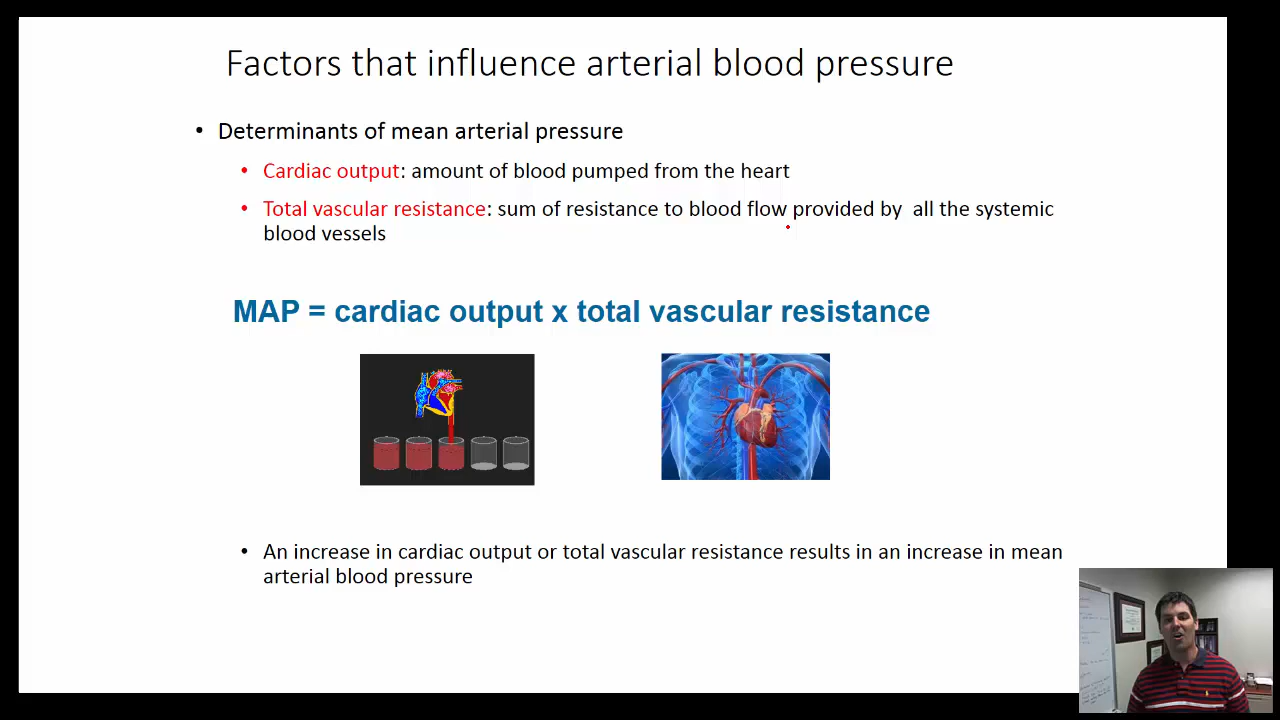 Factors that influence arterial blood pressure
• Determinants of mean arterial pressure
• Cardiac output: amount of blood pumped from the heart
• Total vascular resistance: sum of resistance to blood flow provided by all the systemic
blood vessels
MAP = cardiac output x total vascular resistance
• An increase in cardiac output or total vascular resistance results in an increase in mean
arterial blood pressure